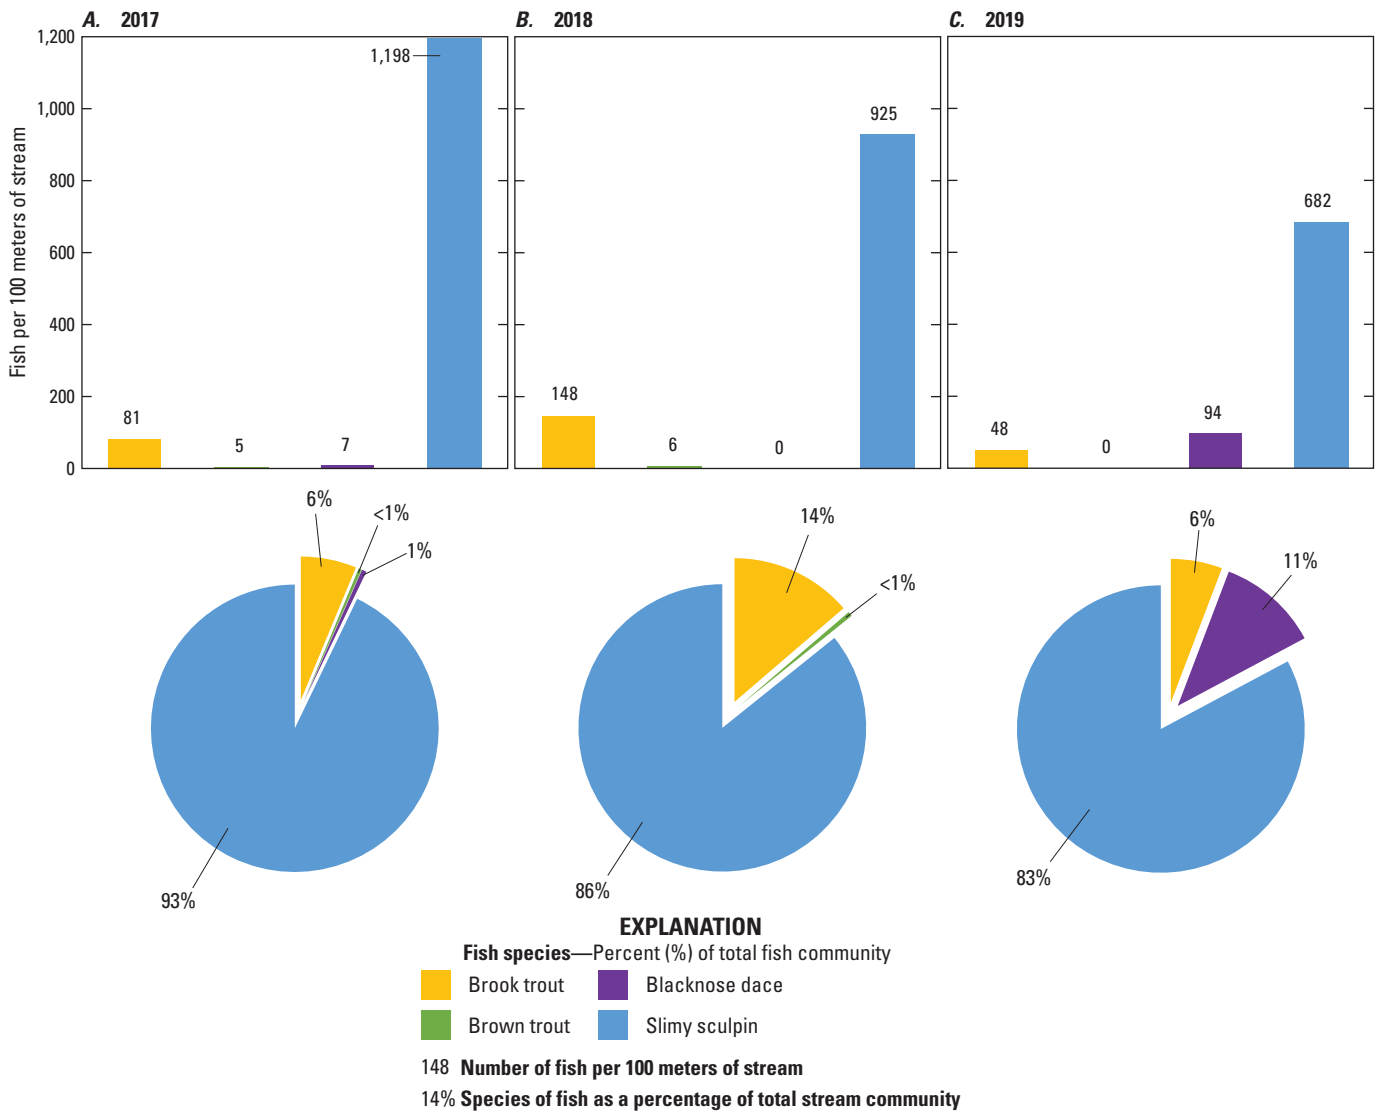 A. 2017
B. 2018
C. 2019
Fish per 100 meters of stream
1,200
1,000
800
600
400
200
0
81
5
7
1,198
148
6
0
925
48
0
94
682
6%
<1%
1%
93%
14%
<1%
86%
6%
11%
83%
EXPLANATION
Fish species—Percent (%) of total fish community
Brook trout
Blacknose dace
Brown trout
Slimy sculpin
148 Number of fish per 100 meters of stream
14% Species of fish as a percentage of total stream community